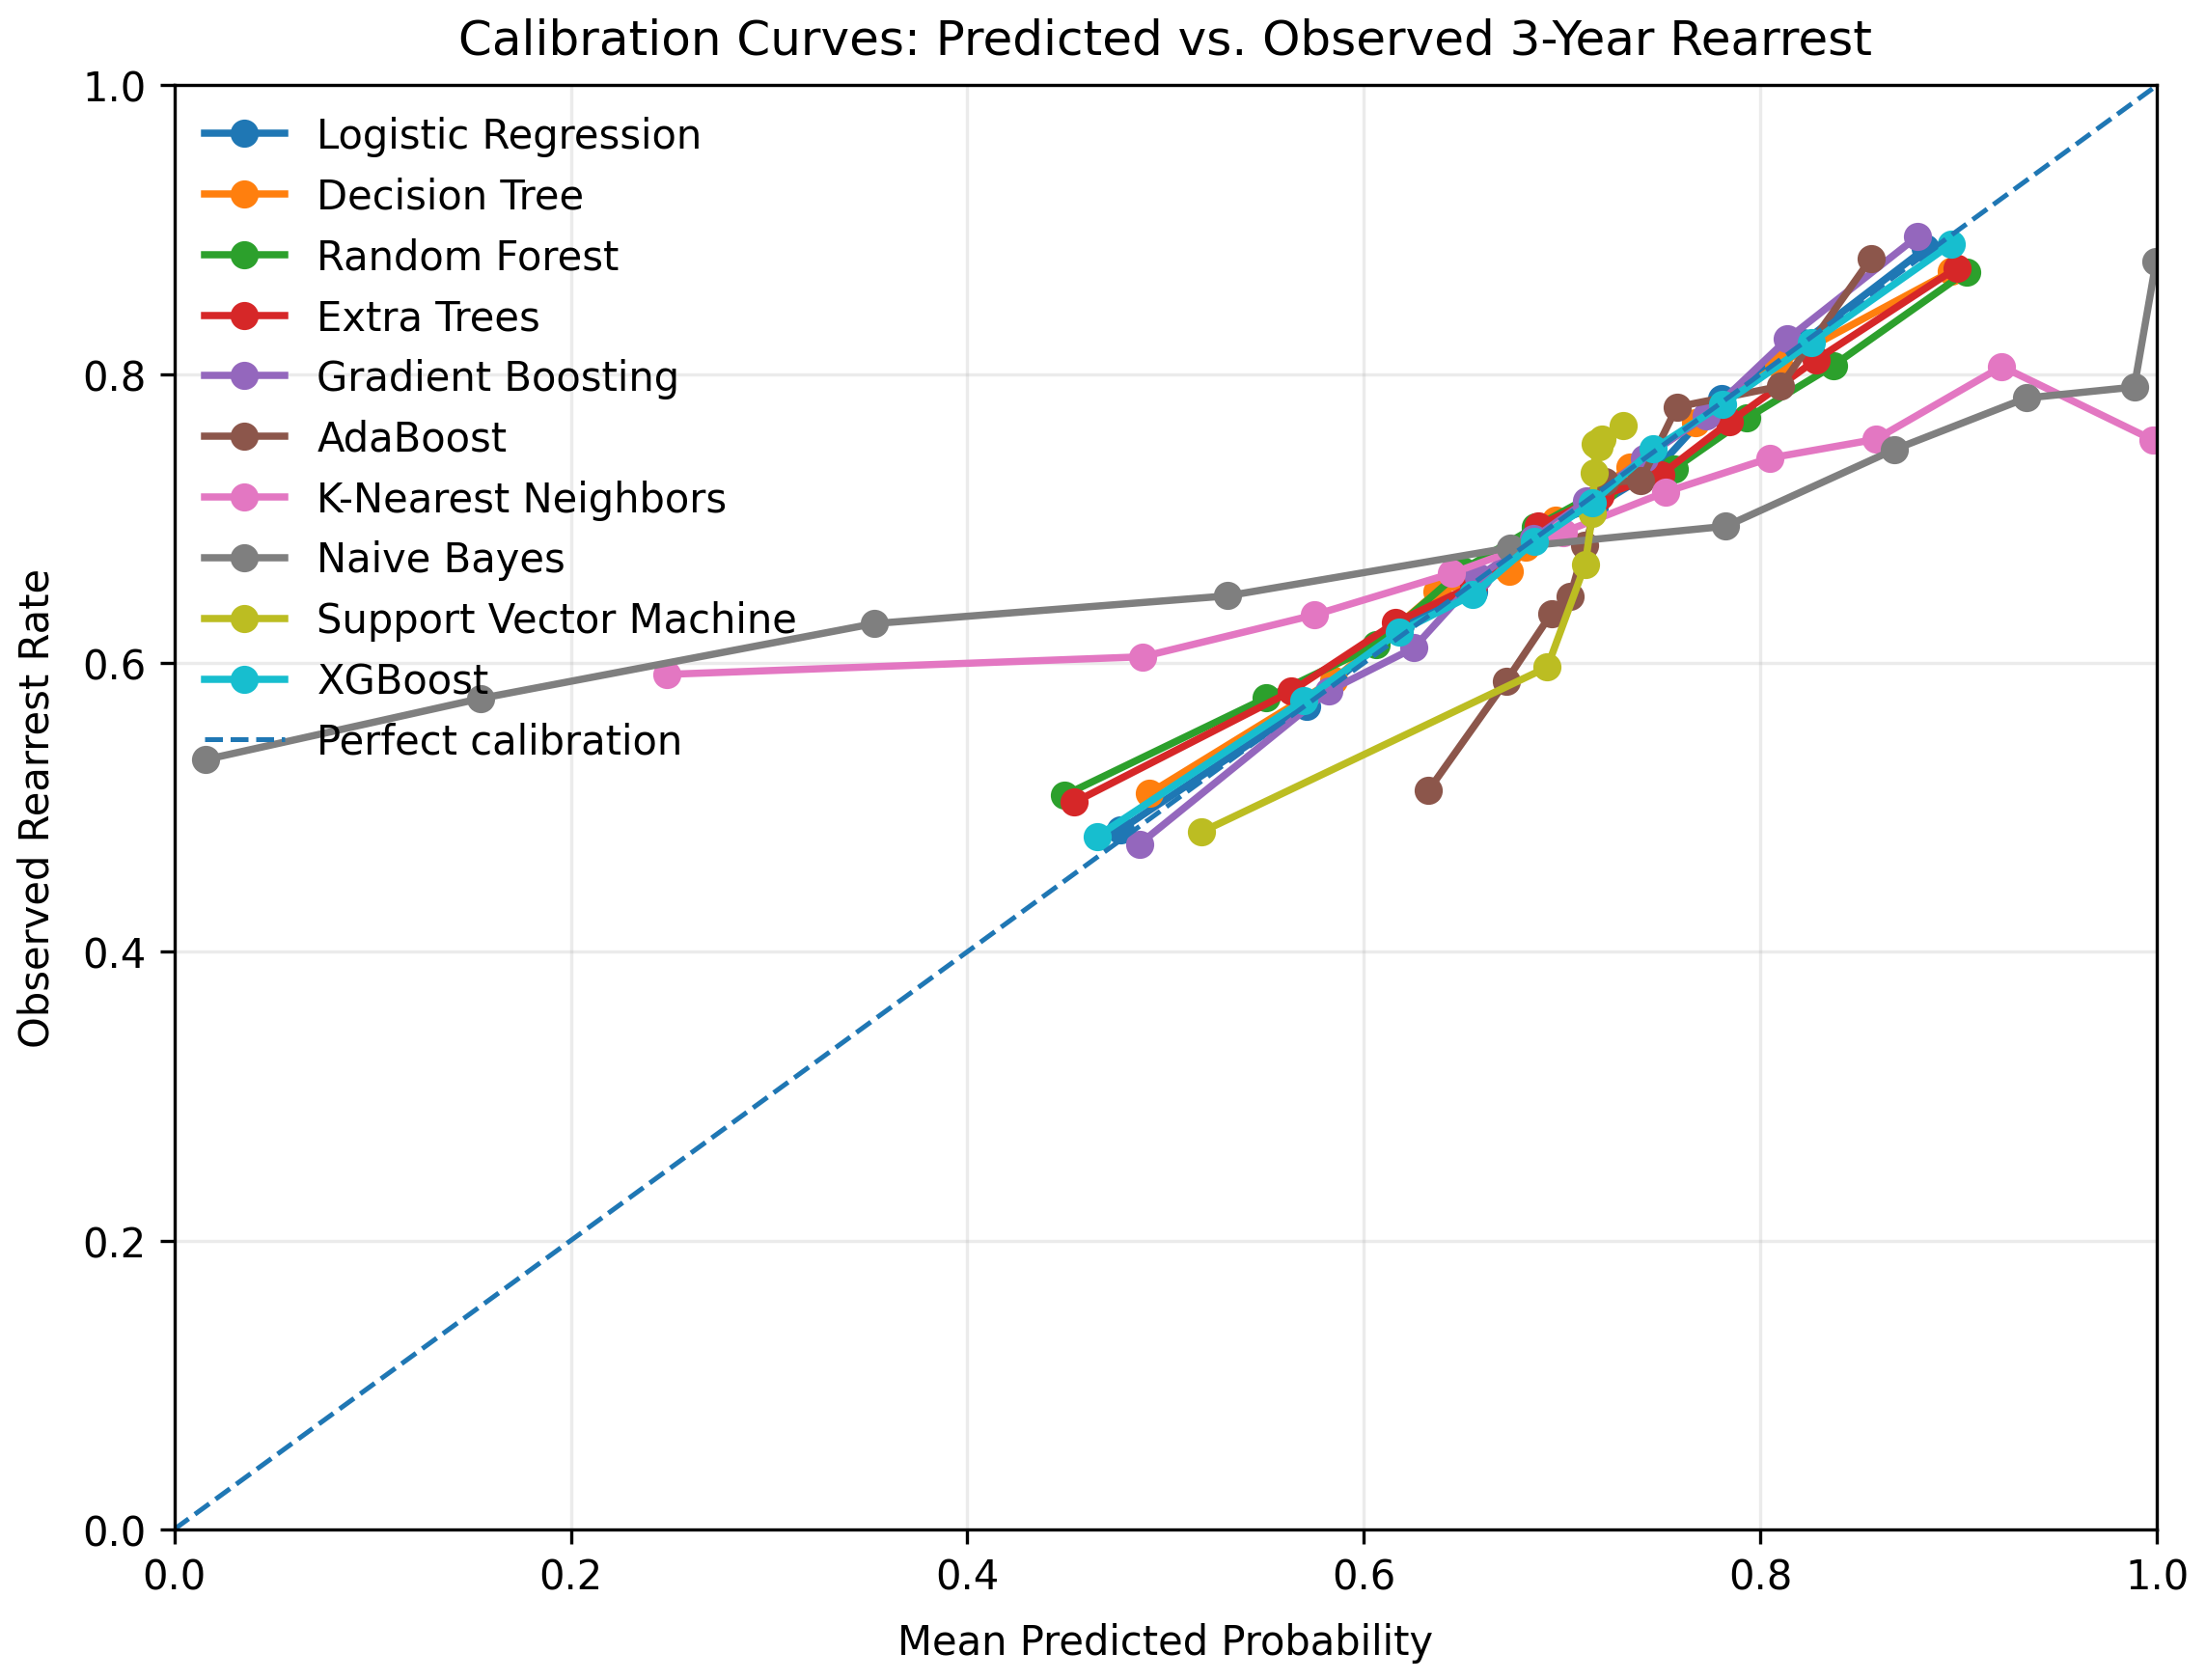 Calibration Curves: Predicted vs. Observed 3-Year Rearrest
1.0
0.8
0.6
0.4
0.2
0.0
Observed Rearrest Rate
Logistic Regression
Decision Tree
Random Forest
Extra Trees
Gradient Boosting
AdaBoost
K-Nearest Neighbors
Naive Bayes
Support Vector Machine
XGBoost
Perfect calibration
0.0 0.2 0.4 0.6 0.8 1.0
Mean Predicted Probability